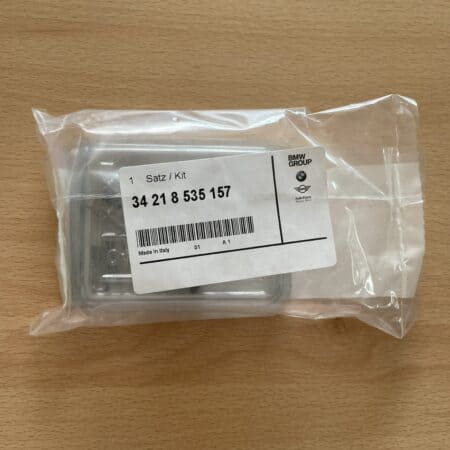 1 Satz / Kit
34 21 8 535 157
Made in Italy 01 A 1
BMW
GROUP